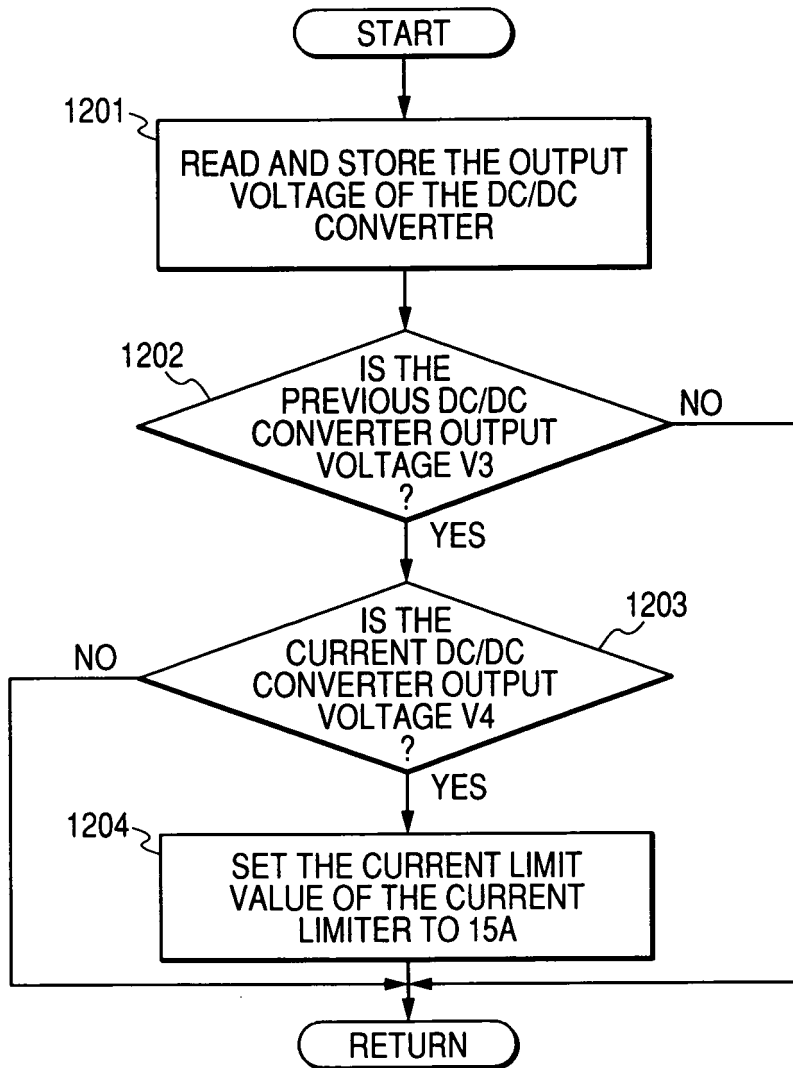 START
1201
READ AND STORE THE OUTPUT
VOLTAGE OF THE DC/DC
CONVERTER
1202
IS THE
PREVIOUS DC/DC
CONVERTER OUTPUT
VOLTAGE V3
?
NO
YES
1203
IS THE
CURRENT DC/DC
CONVERTER OUTPUT
VOLTAGE V4
?
NO
YES
1204
SET THE CURRENT LIMIT
VALUE OF THE CURRENT
LIMITER TO 15A
RETURN